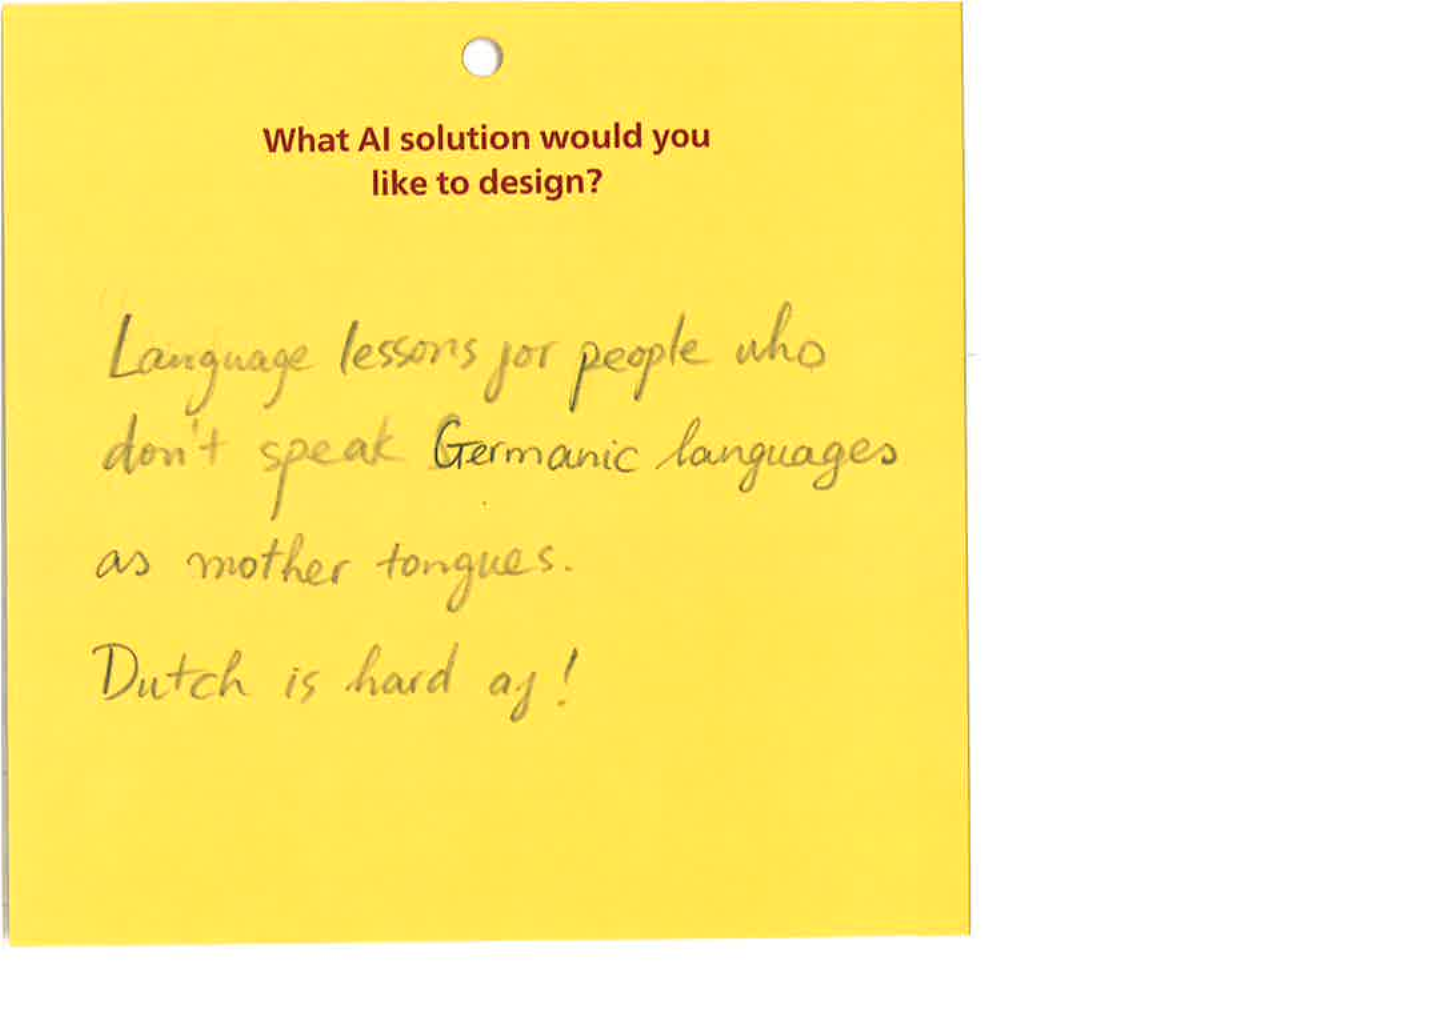 What AI solution would you
like to design?
Language lessons for people who
don't speak Germanic languages
as mother tongues.
Dutch is hard af!